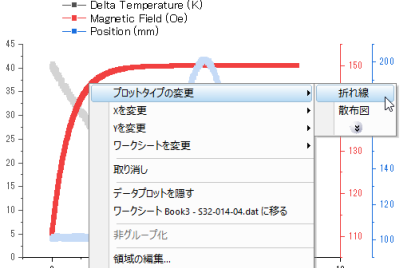 Delta Temperature (K)
Magnetic Field (Oe)
Position (mm)
45
40
35
30
25
20
15
10
5
0
0
10
150
130
120
110
200
140
120
100
プロットタイプの変更
Xを変更
Yを変更
ワークシートを変更
取り消し
データプロットを隠す
ワークシート Book3 - S32-014-04.dat に移る
非グループ化
領域の編集...
折れ線
散布図